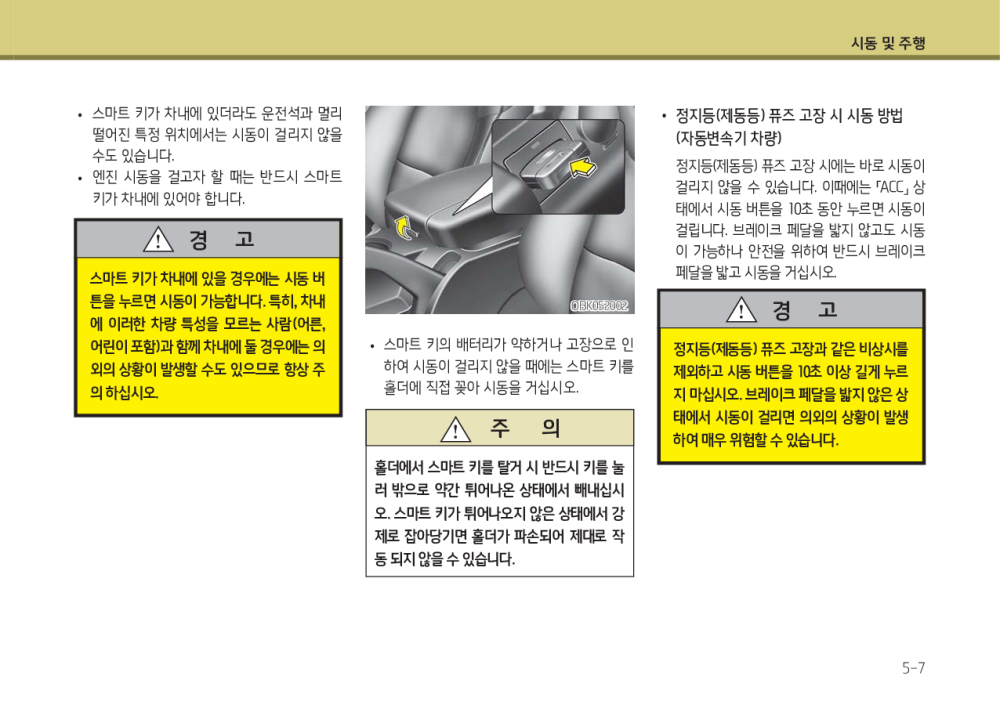 시동 및 주행
• 스마트 키가 차내에 있더라도 운전석과 멀리
떨어진 특정 위치에서는 시동이 걸리지 않을
수도 있습니다.
• 엔진 시동을 걸고자 할 때는 반드시 스마트
키가 차내에 있어야 합니다.
경 고
스마트 키가 차내에 있을 경우에는 시동 버
튼을 누르면 시동이 가능합니다. 특히, 차내
에 이러한 차량 특성을 모르는 사람(어른,
어린이 포함)과 함께 차내에 둘 경우에는 의
외의 상황이 발생할 수도 있으므로 항상 주
의 하십시오.
OBK052002
• 스마트 키의 배터리가 약하거나 고장으로 인
하여 시동이 걸리지 않을 때에는 스마트 키를
홀더에 직접 꽂아 시동을 거십시오.
주 의
홀더에서 스마트 키를 탈거 시 반드시 키를 눌
러 밖으로 약간 튀어나온 상태에서 빼내십시
오. 스마트 키가 튀어나오지 않은 상태에서 강
제로 잡아당기면 홀더가 파손되어 제대로 작
동 되지 않을 수 있습니다.
• 정지등(제동등) 퓨즈 고장 시 시동 방법
(자동변속기 차량)
정지등(제동등) 퓨즈 고장 시에는 바로 시동이
걸리지 않을 수 있습니다. 이때에는 「ACC」 상
태에서 시동 버튼을 10초 동안 누르면 시동이
걸립니다. 브레이크 페달을 밟지 않고도 시동
이 가능하나 안전을 위하여 반드시 브레이크
페달을 밟고 시동을 거십시오.
경 고
정지등(제동등) 퓨즈 고장과 같은 비상시를
제외하고 시동 버튼을 10초 이상 길게 누르
지 마십시오. 브레이크 페달을 밟지 않은 상
태에서 시동이 걸리면 의외의 상황이 발생
하여 매우 위험할 수 있습니다.
5-7